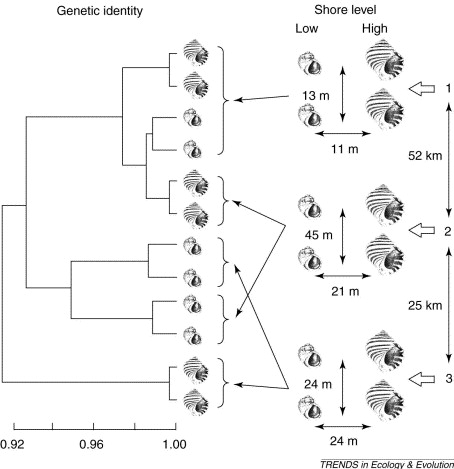 Genetic identity
Shore level
Low High
13 m
1
11 m
52 km
45 m
2
21 m
25 km
24 m
3
24 m
0.92 0.96 1.00
TRENDS in Ecology & Evolution